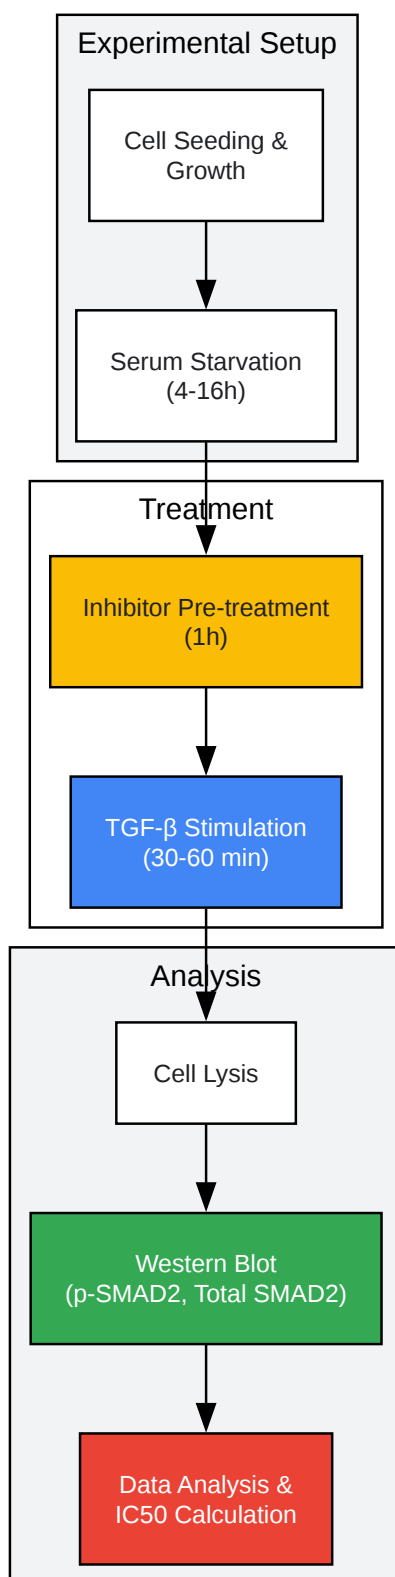 Experimental Setup
Cell Seeding &
Growth
Serum Starvation
(4-16h)
Treatment
Inhibitor Pre-treatment
(1h)
TGF-β Stimulation
(30-60 min)
Analysis
Cell Lysis
Western Blot
(p-SMAD2, Total SMAD2)
Data Analysis &
IC50 Calculation